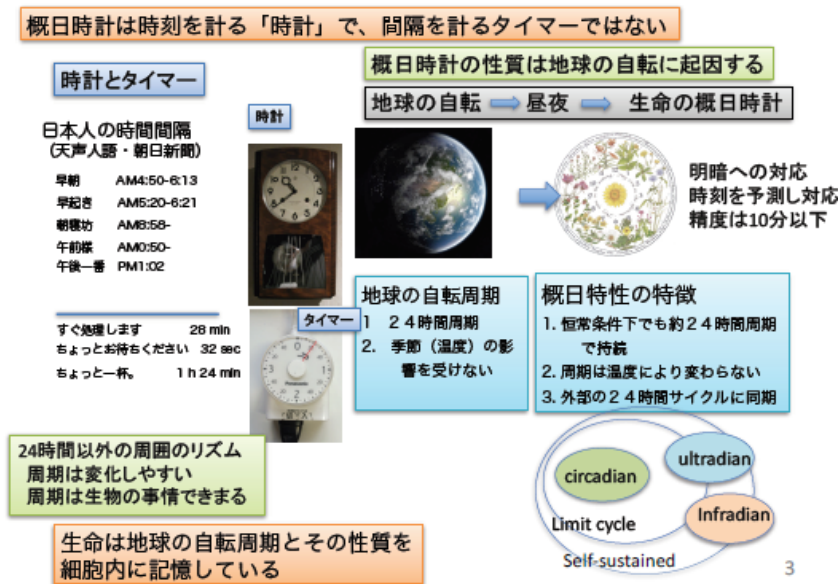 概日時計は時刻を計る「時計」で、間隔を計るタイマーではない
時計とタイマー
日本人の時間間隔
(天声人語・朝日新聞)
早朝 AM4:50-6:13
早起き AM5:20-6:21
朝寝坊 AM8:58-
午前様 AM0:50-
午後一番 PM1:02
すぐ処理します 28 min
ちょっとお待ちください 32 sec
ちょっと一杯。 1 h 24 min
時計
タイマー
概日時計の性質は地球の自転に起因する
地球の自転 昼夜 生命の概日時計
明暗への対応
時刻を予測し対応
精度は10分以下
地球の自転周期
1 24時間周期
2. 季節(温度)の影
響を受けない
概日特性の特徴
1. 恒常条件下でも約24時間周期
で持続
2. 周期は温度により変わらない
3. 外部の24時間サイクルに同期
24時間以外の周囲のリズム
周期は変化しやすい
周期は生物の事情できまる
生命は地球の自転周期とその性質を
細胞内に記憶している
circadian
ultradian
Infradian
Limit cycle
Self-sustained
3